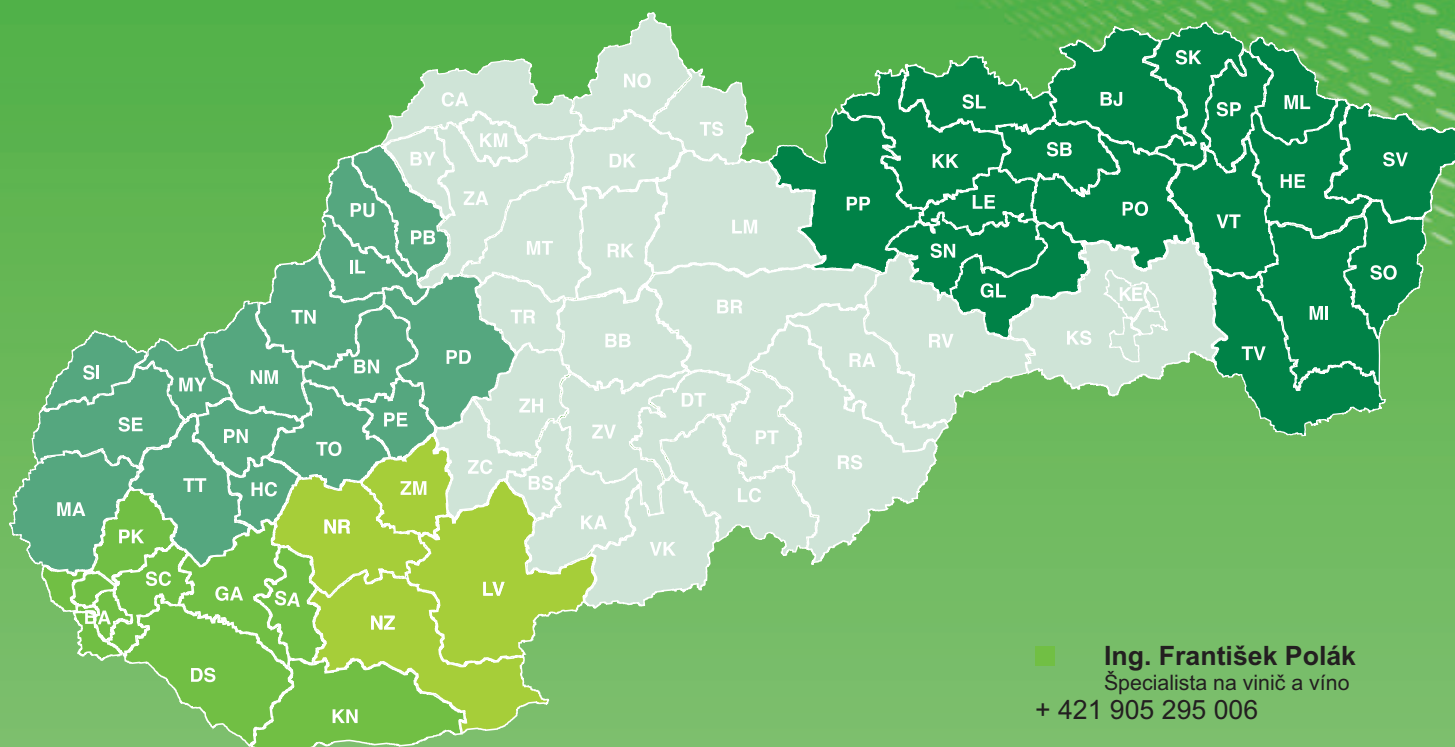 NO
SK
CA
SL
BJ
SP
ML
TS
KM
BY
DK
KK
SB
SV
HE
ZA
PP
LE
PO
PU
VT
PB
MT
RK
LM
SN
IL
SO
GL
KE
TN
TR
BR
BB
KS
MI
RV
PD
RA
TV
BN
SI
MY
NM
DT
ZH
SE
PN
PE
ZV
PT
TO
ZC
RS
TT
HC
ZM
BS
LC
MA
NR
KA
PK
VK
SC
GA
SA
LV
BA
NZ
DS
KN
Ing. František Polák
Špecialista na vinič a víno
+ 421 905 295 006